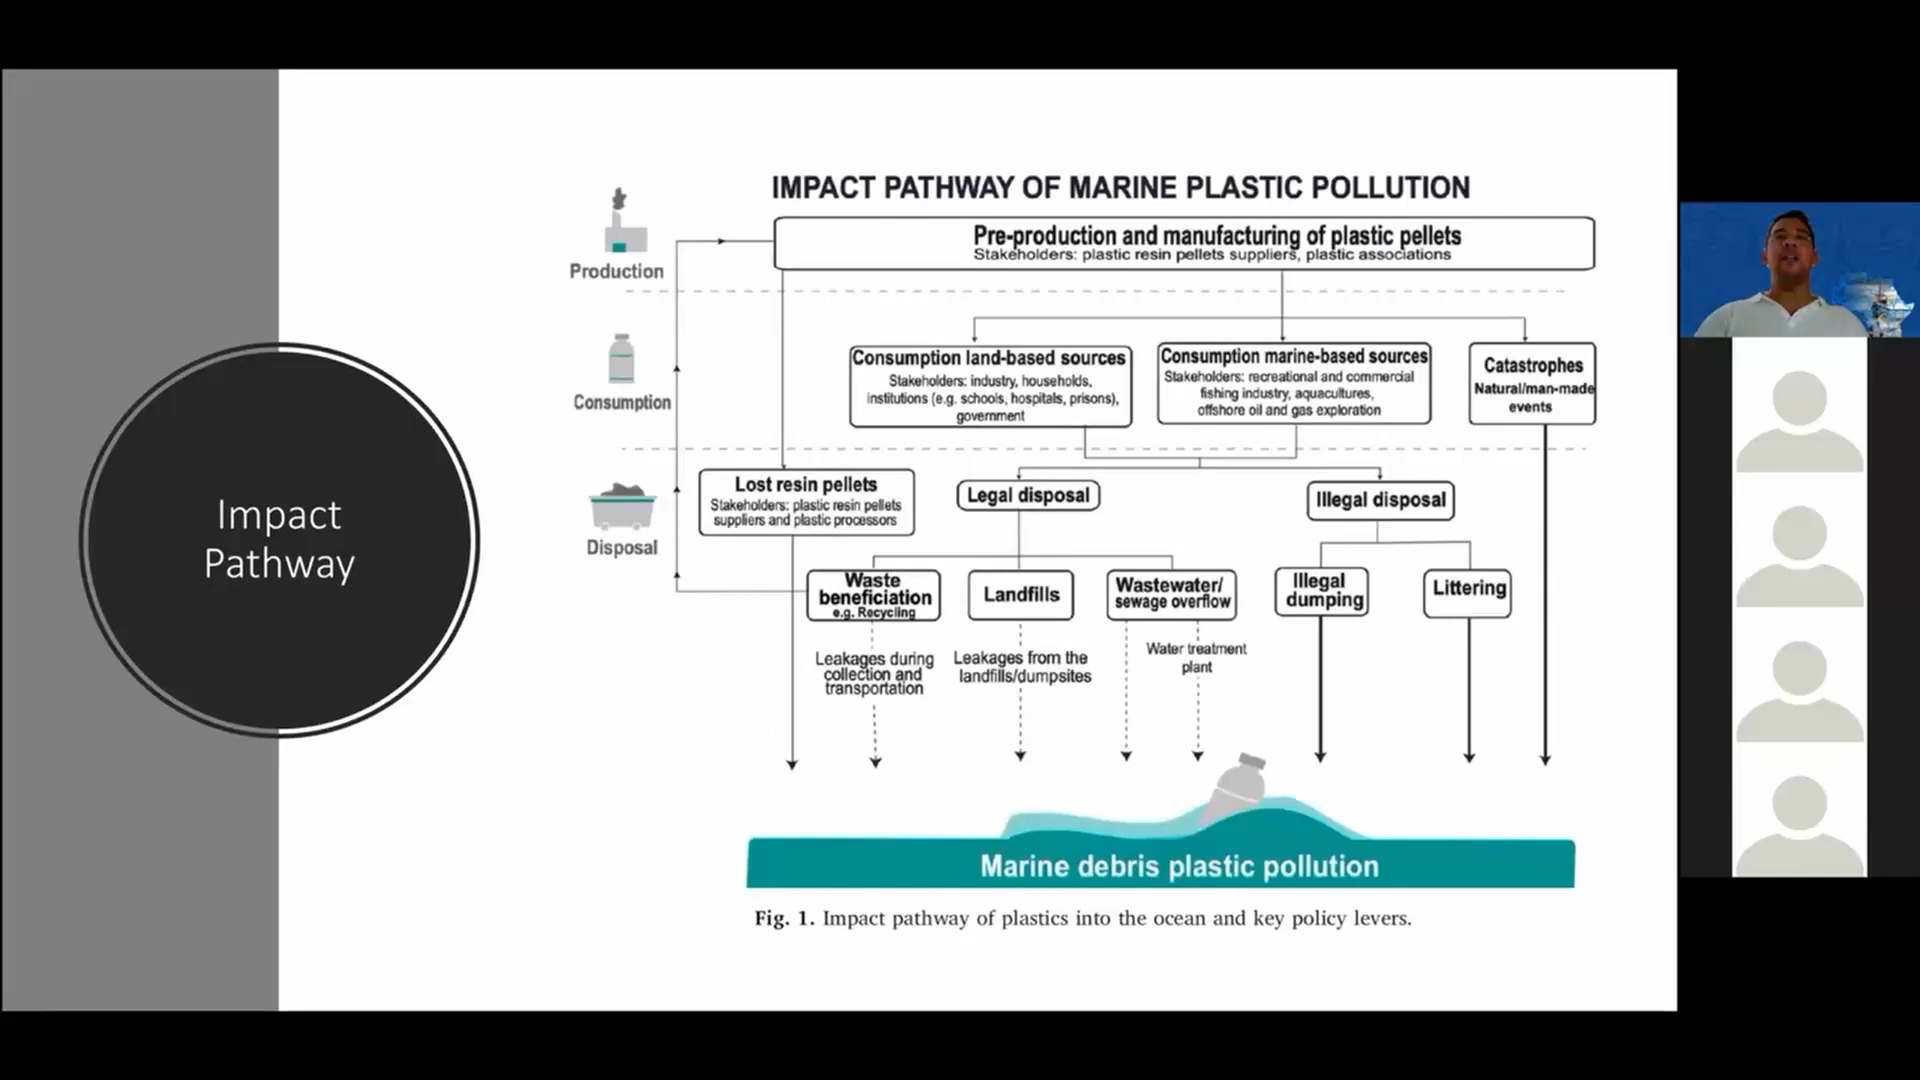 Impact
Pathway
IMPACT PATHWAY OF MARINE PLASTIC POLLUTION
Production
Pre-production and manufacturing of plastic pellets
Stakeholders: plastic resin pellets suppliers, plastic associations
Consumption
Consumption land-based sources
Stakeholders: industry, households,
institutions (e.g. schools, hospitals, prisons),
government
Consumption marine-based sources
Stakeholders: recreational and commercial
fishing industry, aquacultures,
offshore oil and gas exploration
Catastrophes
Natural/man-made
events
Disposal
Lost resin pellets
Stakeholders: plastic resin pellets
suppliers and plastic processors
Legal disposal
Illegal disposal
Waste
beneficiation
e.g. Recycling
Landfills
Wastewater/
sewage overflow
Illegal
dumping
Littering
Leakages during
collection and
transportation
Leakages from the
landfills/dumpsites
Water treatment
plant
Marine debris plastic pollution
Fig. 1. Impact pathway of plastics into the ocean and key policy levers.